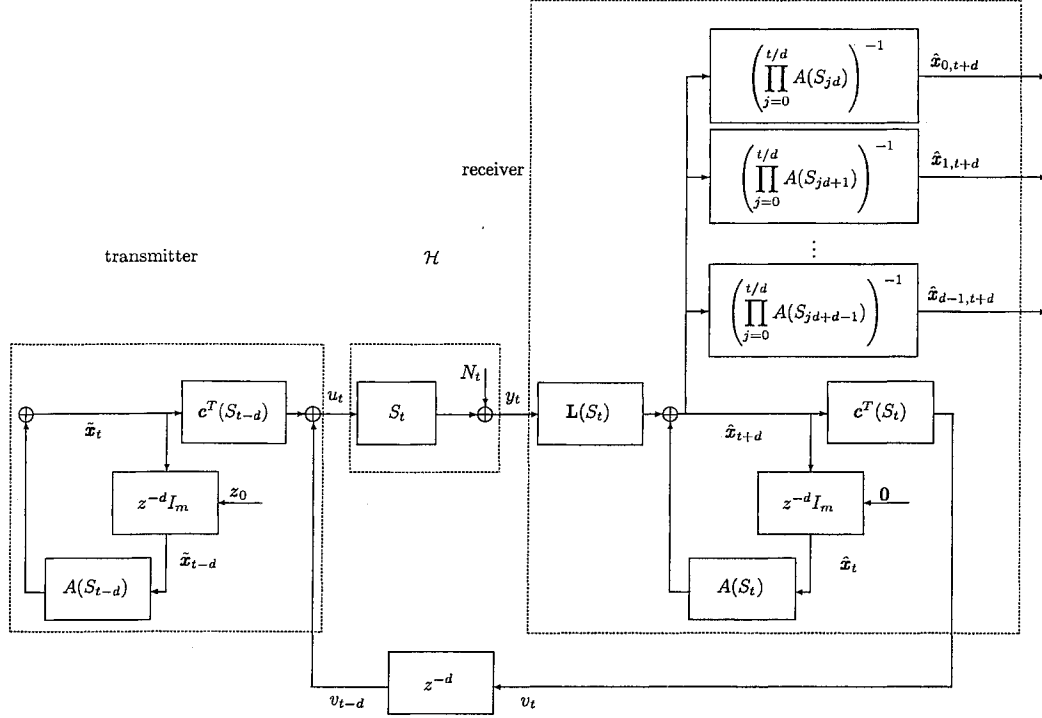 ( ∏_{j=0}^{t/d} A(S_{jd}) )^{-1}
x̂_{0,t+d}
( ∏_{j=0}^{t/d} A(S_{jd+1}) )^{-1}
x̂_{1,t+d}
receiver
⋮
transmitter
ℋ
( ∏_{j=0}^{t/d} A(S_{jd+d-1}) )^{-1}
x̂_{d-1,t+d}
c^T(S_{t-d})
u_t
S_t
N_t
y_t
L(S_t)
c^T(S_t)
x̃_t
x̂_{t+d}
z^{-d}I_m
z_0
z^{-d}I_m
0
x̃_{t-d}
x̂_t
A(S_{t-d})
A(S_t)
z^{-d}
v_{t-d}
v_t